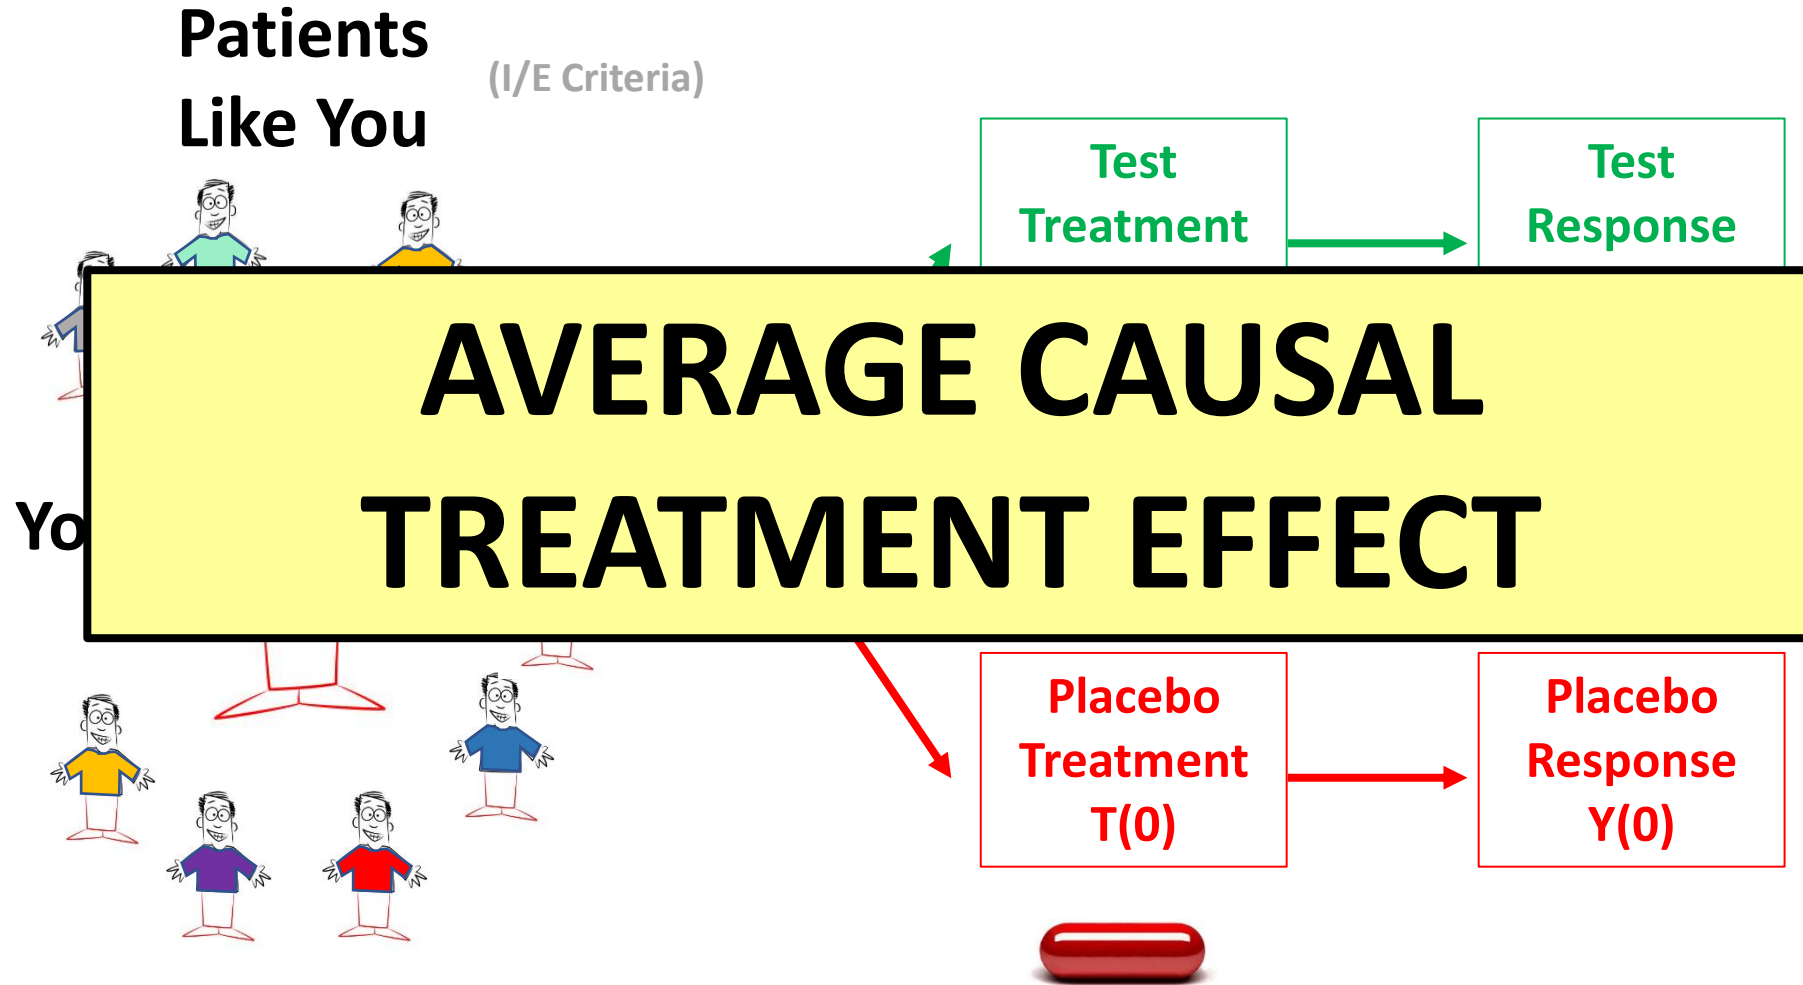 Patients
Like You
(I/E Criteria)
Test
Treatment
Test
Response
AVERAGE CAUSAL
TREATMENT EFFECT
Placebo
Treatment
T(0)
Placebo
Response
Y(0)